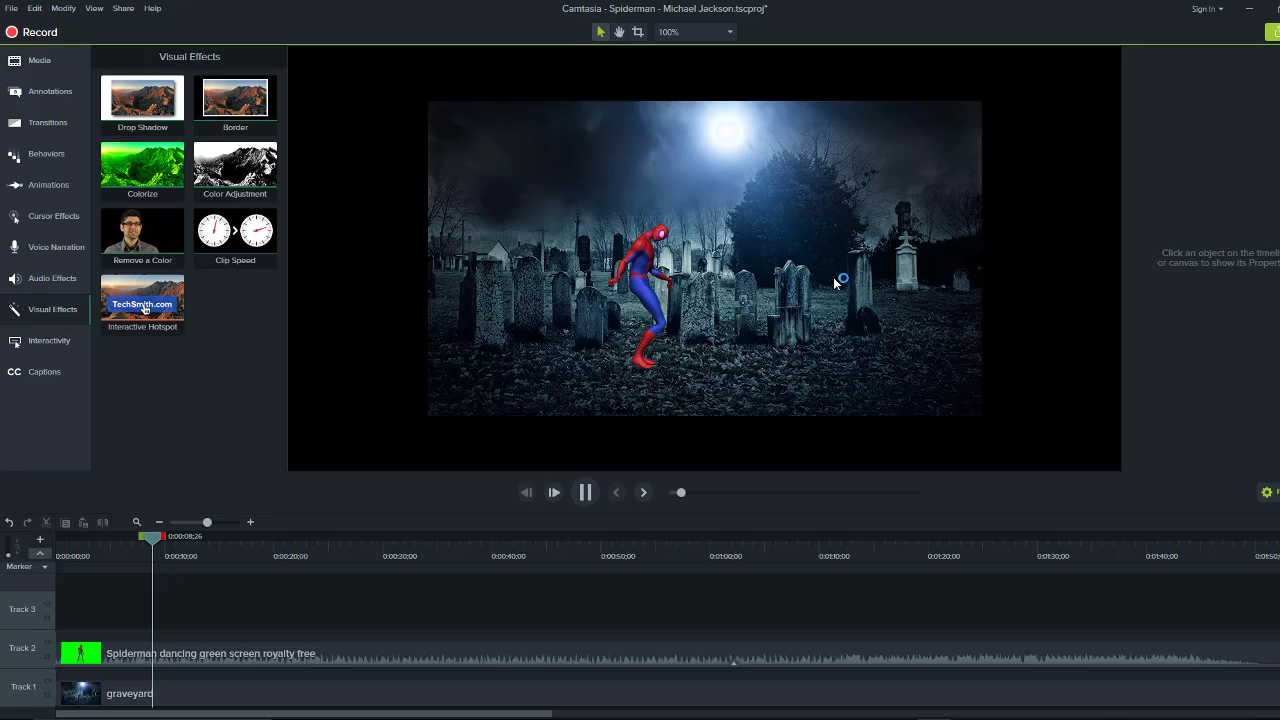 File Edit Modify View Share Help
Camtasia - Spiderman - Michael Jackson.tscproj*
Sign In
Record
100%
Media
Annotations
Transitions
Behaviors
Animations
Cursor Effects
Voice Narration
Audio Effects
Visual Effects
Interactivity
CC Captions
Visual Effects
Drop Shadow
Border
Colorize
Color Adjustment
Remove a Color
Clip Speed
TechSmith.com
Interactive Hotspot
Click an object on the timeli
or canvas to show its Propert
0:00:08;26
0:00:00;00 0:00:10;00 0:00:20;00 0:00:30;00 0:00:40;00 0:00:50;00 0:01:00;00 0:01:10;00 0:01:20;00 0:01:30;00 0:01:40;00 0:01:50
Marker
Track 3
Track 2
Spiderman dancing green screen royalty free
Track 1
graveyard